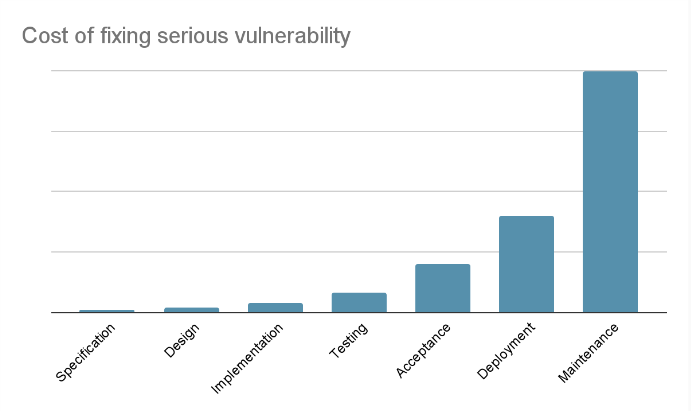 Cost of fixing serious vulnerability
Specification
Design
Implementation
Testing
Acceptance
Deployment
Maintenance